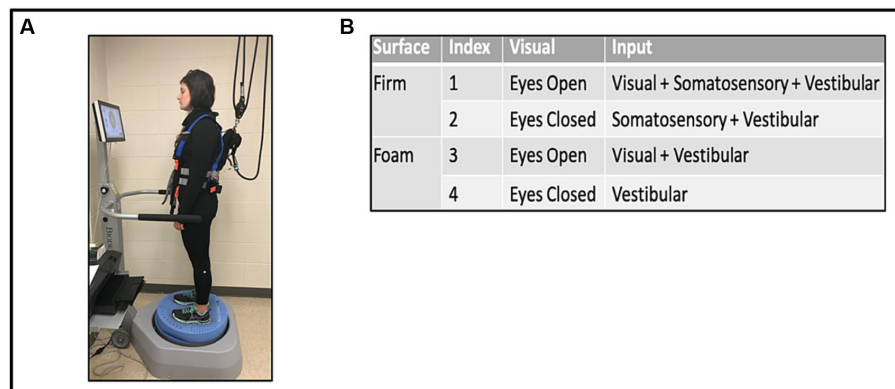 A
B
Surface Index Visual Input
Firm 1 Eyes Open Visual + Somatosensory + Vestibular
2 Eyes Closed Somatosensory + Vestibular
Foam 3 Eyes Open Visual + Vestibular
4 Eyes Closed Vestibular